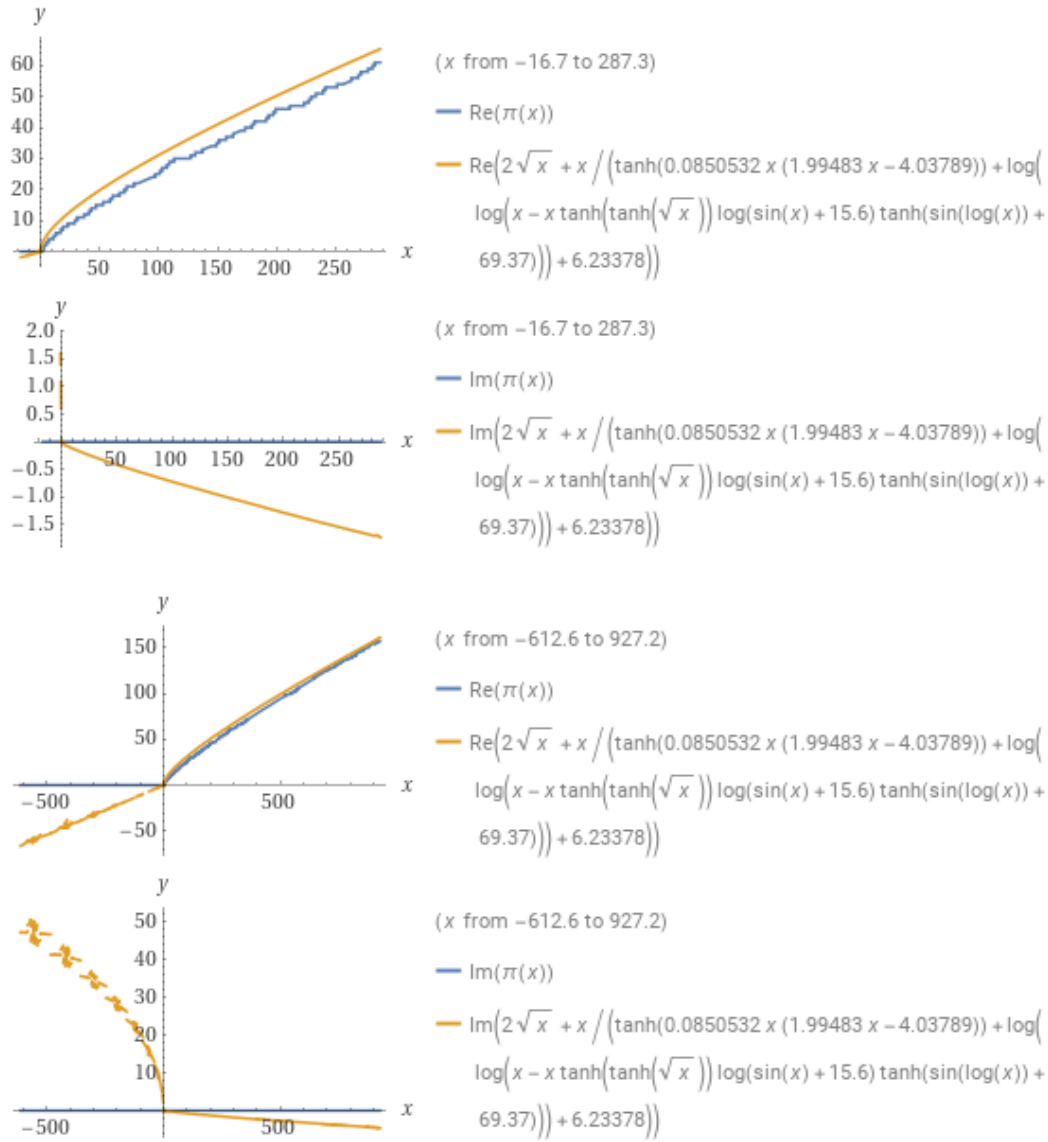 y
60
50
40
30
20
10
50 100 150 200 250
x
(x from −16.7 to 287.3)
Re(π(x))
Re(2√x + x/(tanh(0.0850532 x (1.99483 x − 4.03789)) + log(
log(x − x tanh(tanh(√x)) log(sin(x) + 15.6) tanh(sin(log(x)) +
69.37))) + 6.23378))
y
2.0
1.5
1.0
0.5
−0.5
−1.0
−1.5
50 100 150 200 250
x
(x from −16.7 to 287.3)
Im(π(x))
Im(2√x + x/(tanh(0.0850532 x (1.99483 x − 4.03789)) + log(
log(x − x tanh(tanh(√x)) log(sin(x) + 15.6) tanh(sin(log(x)) +
69.37))) + 6.23378))
y
150
100
50
−50
−500 500
x
(x from −612.6 to 927.2)
Re(π(x))
Re(2√x + x/(tanh(0.0850532 x (1.99483 x − 4.03789)) + log(
log(x − x tanh(tanh(√x)) log(sin(x) + 15.6) tanh(sin(log(x)) +
69.37))) + 6.23378))
y
50
40
30
20
10
−500 500
x
(x from −612.6 to 927.2)
Im(π(x))
Im(2√x + x/(tanh(0.0850532 x (1.99483 x − 4.03789)) + log(
log(x − x tanh(tanh(√x)) log(sin(x) + 15.6) tanh(sin(log(x)) +
69.37))) + 6.23378))